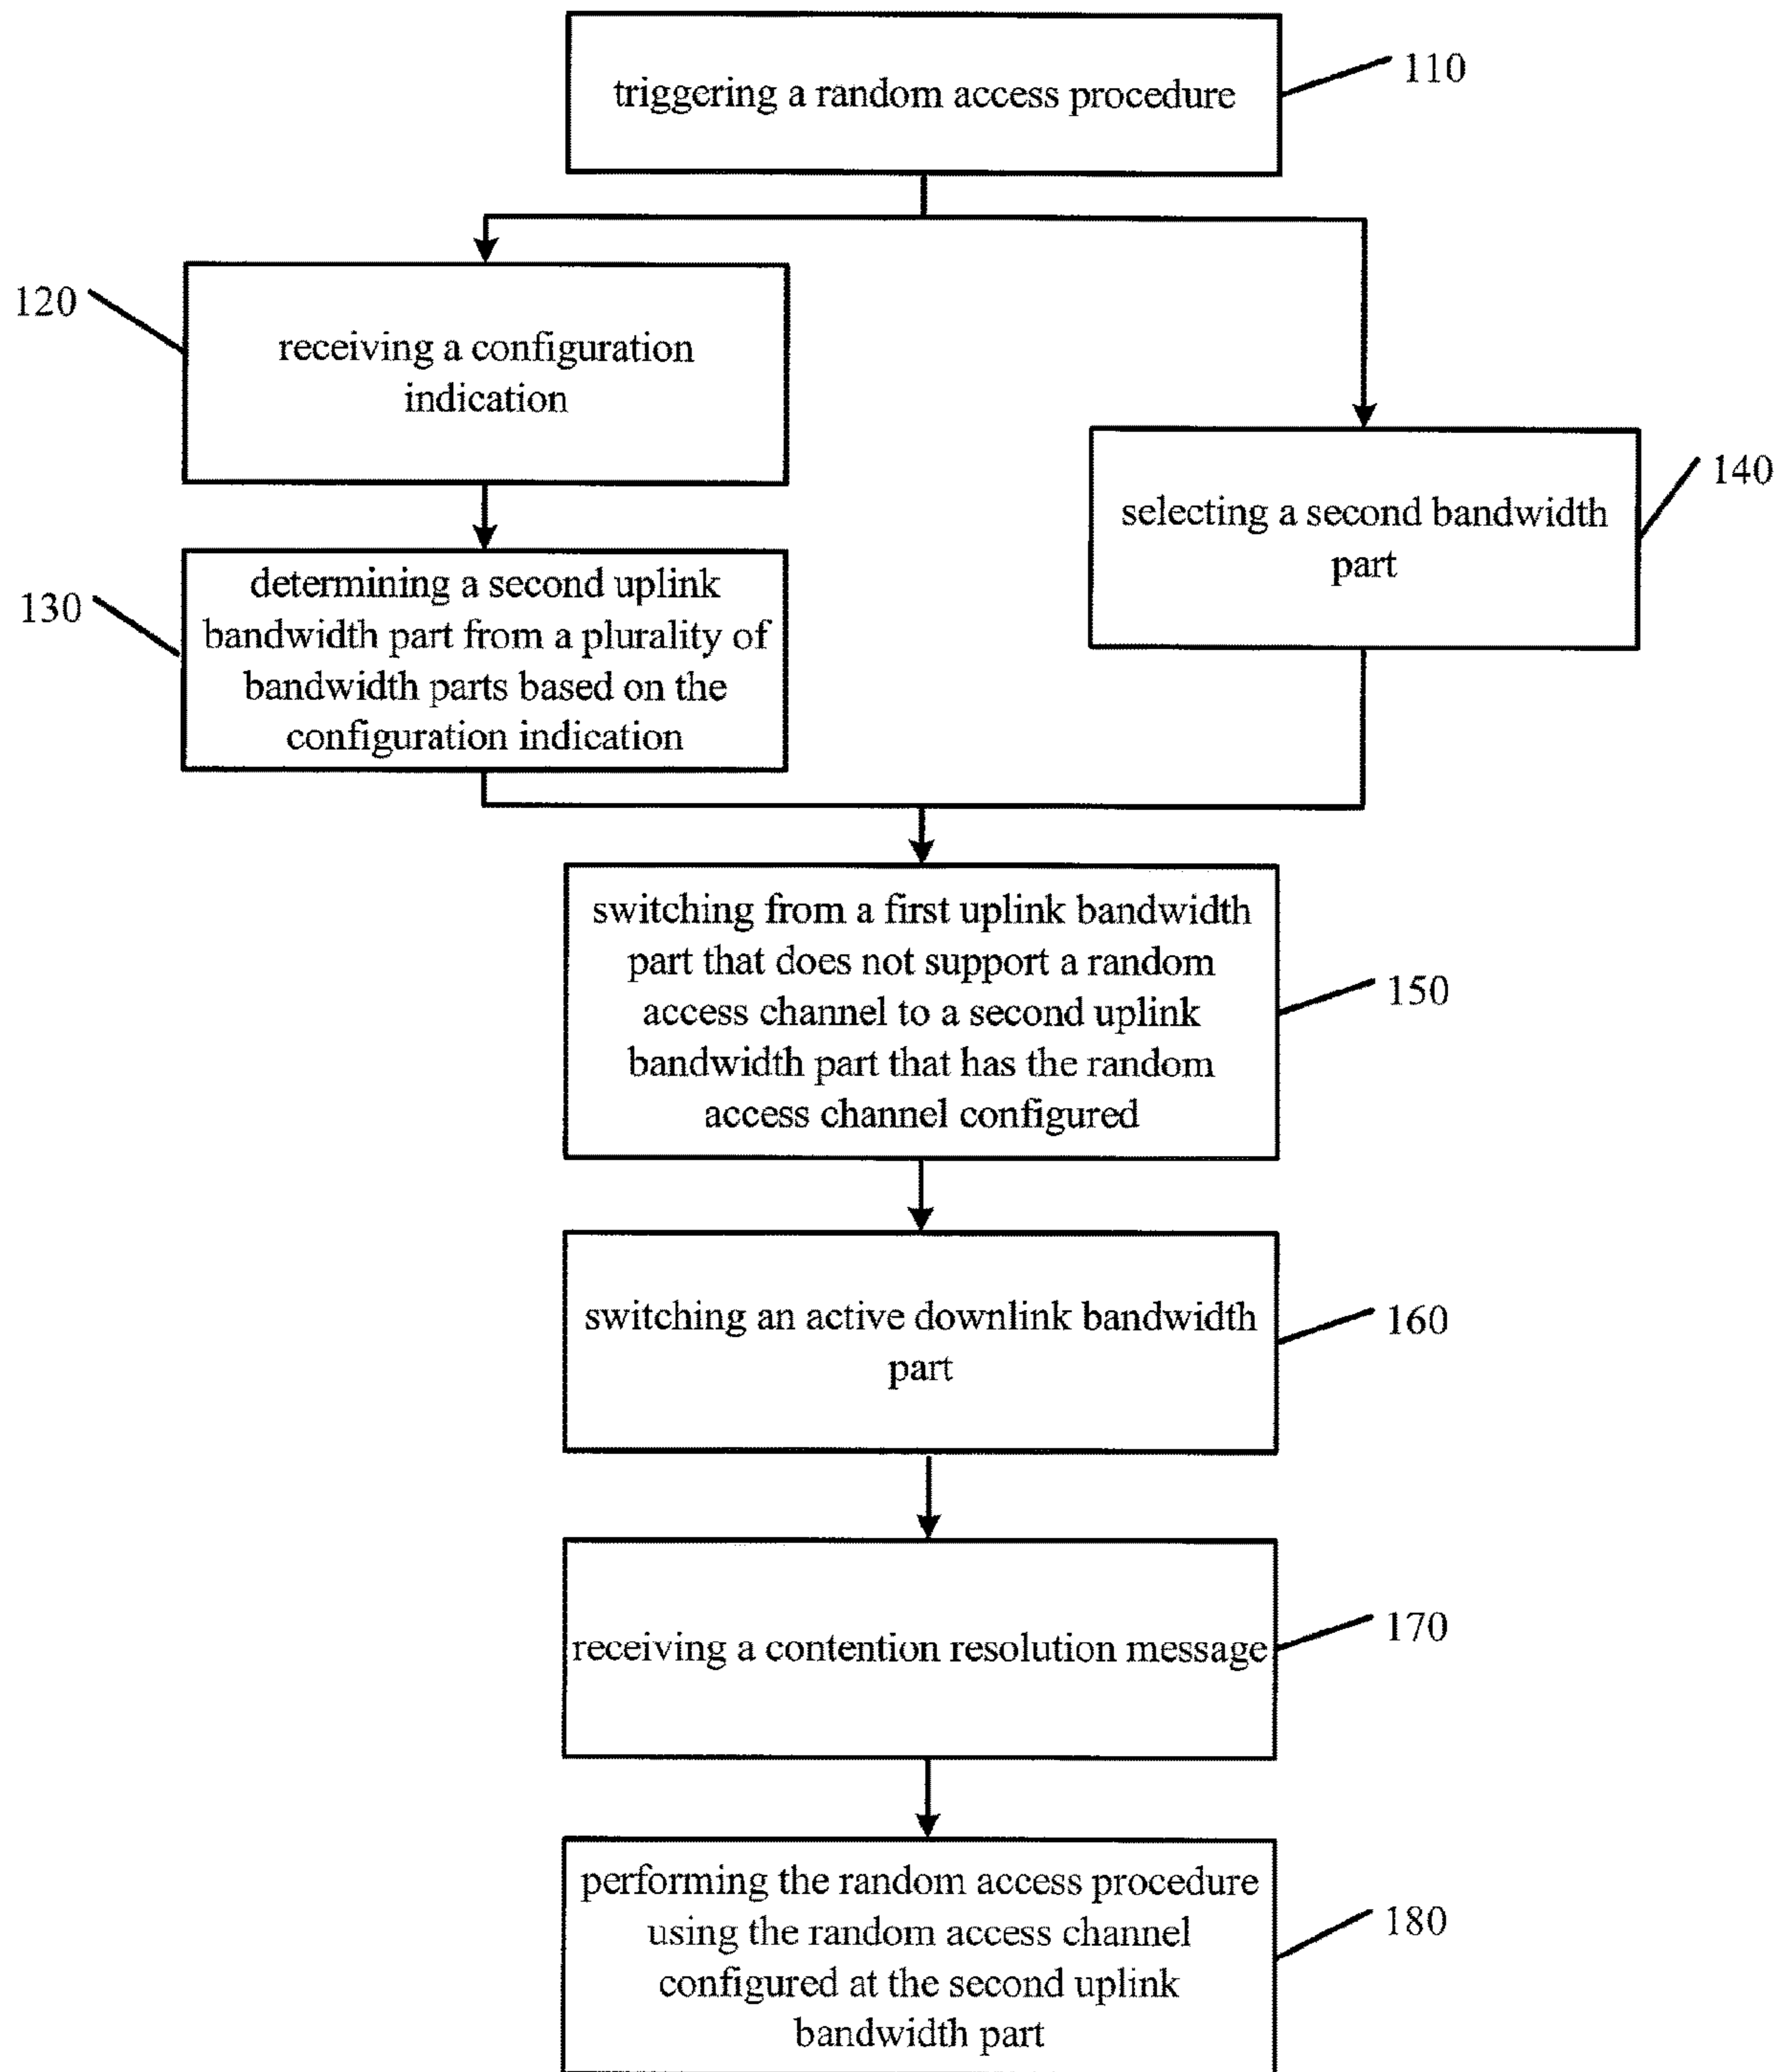 triggering a random access procedure
110
120
receiving a configuration
indication
140
selecting a second bandwidth
part
130
determining a second uplink
bandwidth part from a plurality of
bandwidth parts based on the
configuration indication
switching from a first uplink bandwidth
part that does not support a random
access channel to a second uplink
bandwidth part that has the random
access channel configured
150
switching an active downlink bandwidth
part
160
receiving a contention resolution message
170
performing the random access procedure
using the random access channel
configured at the second uplink
bandwidth part
180